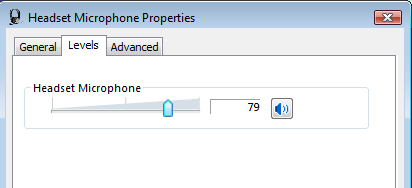 Headset Microphone Properties
General Levels Advanced
Headset Microphone
79